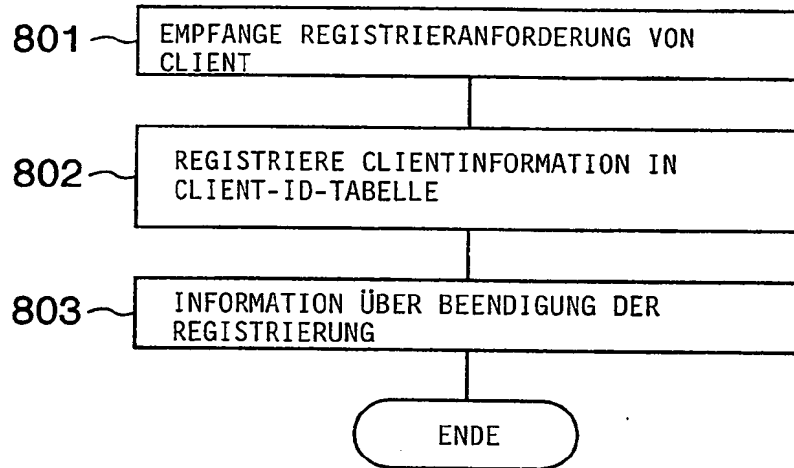 801
EMPFANGE REGISTRIERANFORDERUNG VON
CLIENT
802
REGISTRIERE CLIENTINFORMATION IN
CLIENT-ID-TABELLE
803
INFORMATION ÜBER BEENDIGUNG DER
REGISTRIERUNG
ENDE